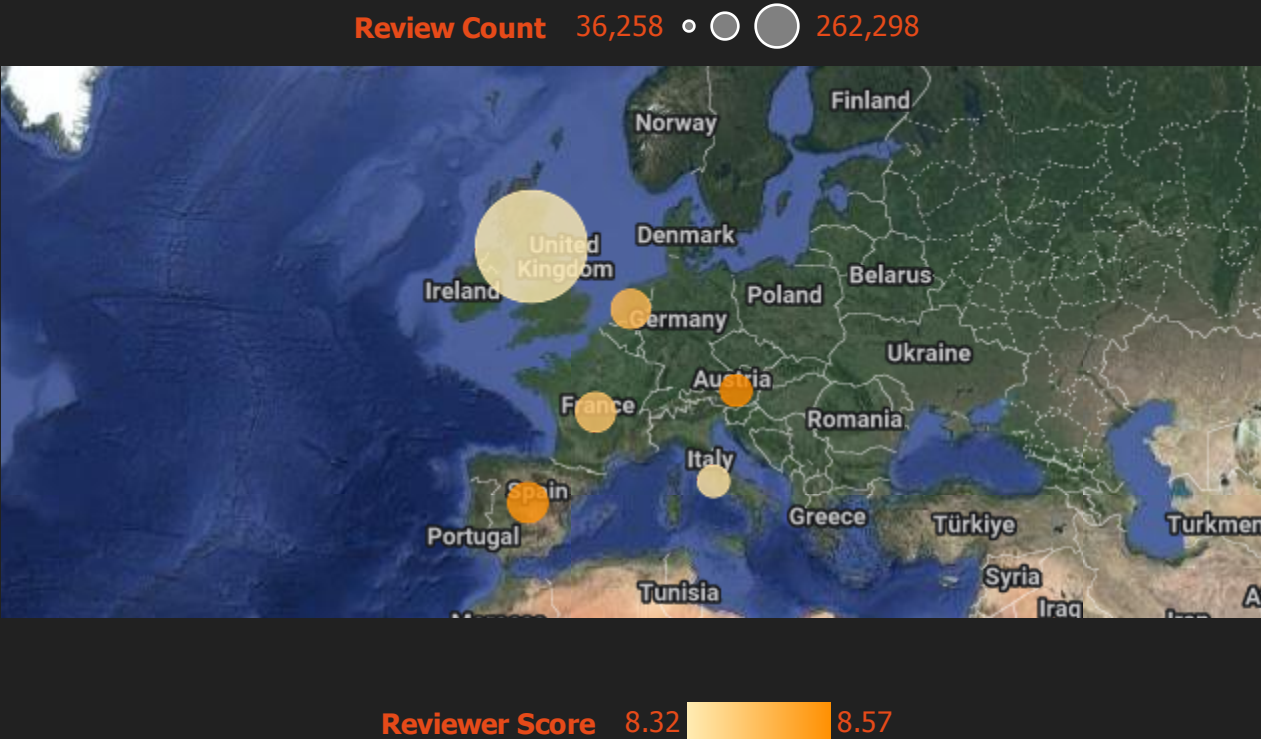 Review Count 36,258 262,298
Finland
Norway
Denmark
United
Kingdom
Belarus
Ireland
Poland
Germany
Ukraine
Austria
France
Romania
Italy
Spain
Greece
Türkiye
Turkmen
Portugal
Syria
Tunisia
A
Iraq
Reviewer Score 8.32 8.57